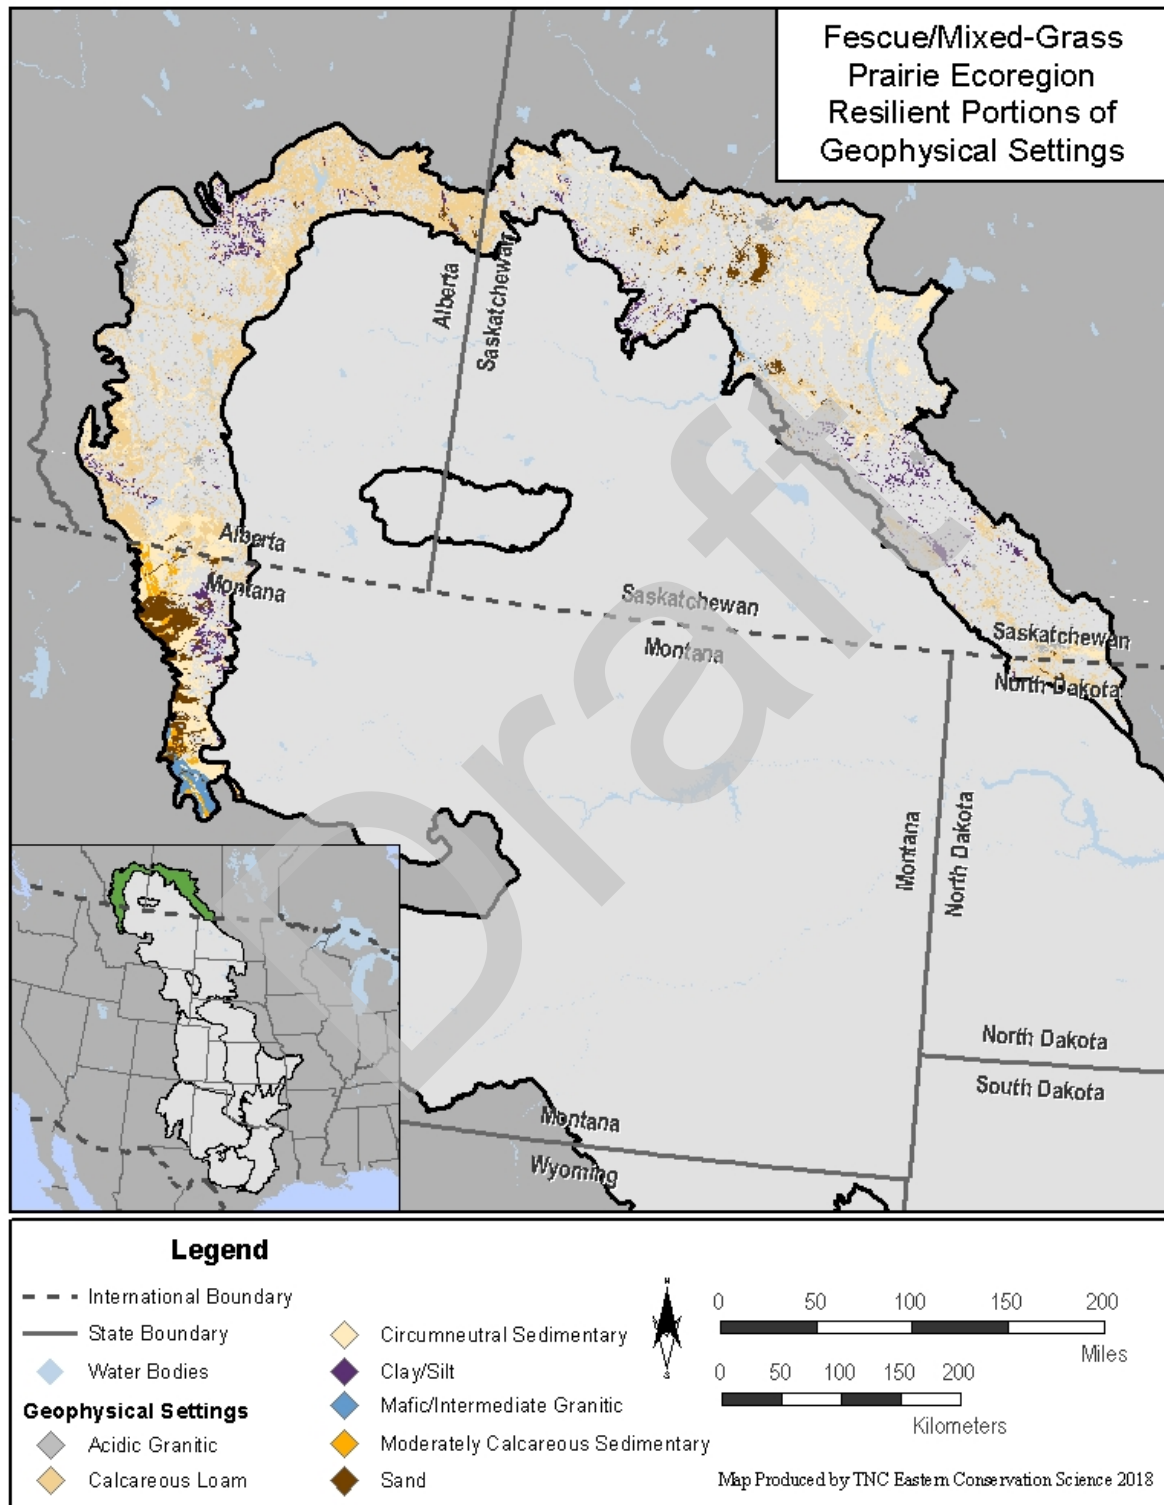 Fescue/Mixed-Grass
Prairie Ecoregion
Resilient Portions of
Geophysical Settings
Alberta
Saskatchewan
Alberta
Montana
Saskatchewan
Montana
Saskatchewan
North Dakota
Montana
North Dakota
North Dakota
South Dakota
Montana
Wyoming
Draft
Legend
International Boundary
State Boundary
Water Bodies
Geophysical Settings
Acidic Granitic
Calcareous Loam
Circumneutral Sedimentary
Clay/Silt
Mafic/Intermediate Granitic
Moderately Calcareous Sedimentary
Sand
N
S
0 50 100 150 200
Miles
0 50 100 150 200
Kilometers
Map Produced by TNC Eastern Conservation Science 2018